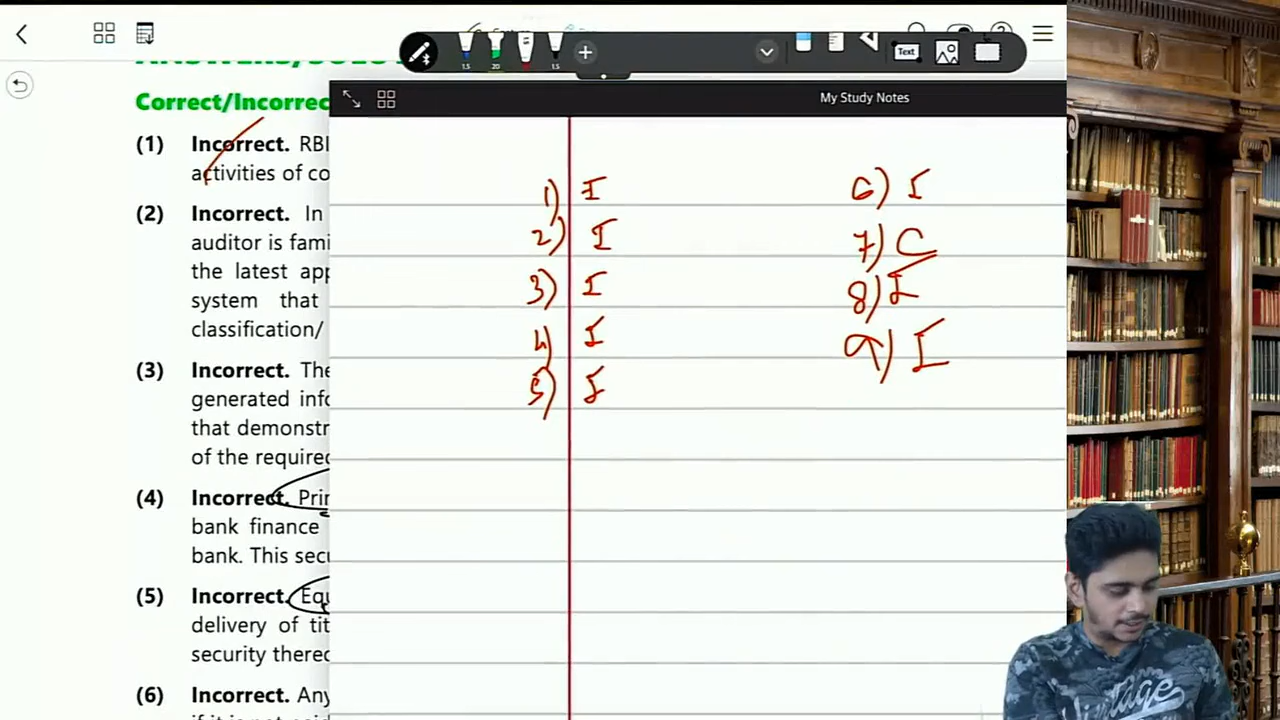 Text
My Study Notes
Correct/Incorrec
(1) Incorrect. RBI
activities of co
(2) Incorrect. In
auditor is fami
the latest app
system that
classification/
(3) Incorrect. The
generated info
that demonstr
of the required
(4) Incorrect. Prin
bank finance
bank. This secu
(5) Incorrect. Equ
delivery of tit
security thereo
(6) Incorrect. Any
1) I
2) I
3) I
4) I
5) I
6) I
7) C
8) I
9) I
Vintage